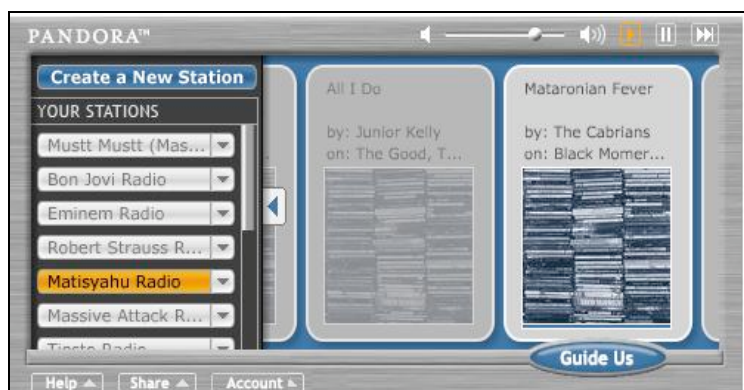 PANDORA™
Create a New Station
YOUR STATIONS
Mustt Mustt (Mas...
Bon Jovi Radio
Eminem Radio
Robert Strauss R...
Matisyahu Radio
Massive Attack R...
Tiesto Radio
All I Do
by: Junior Kelly
on: The Good, T...
Mataronian Fever
by: The Cabrians
on: Black Momer...
Guide Us
Help
Share
Account